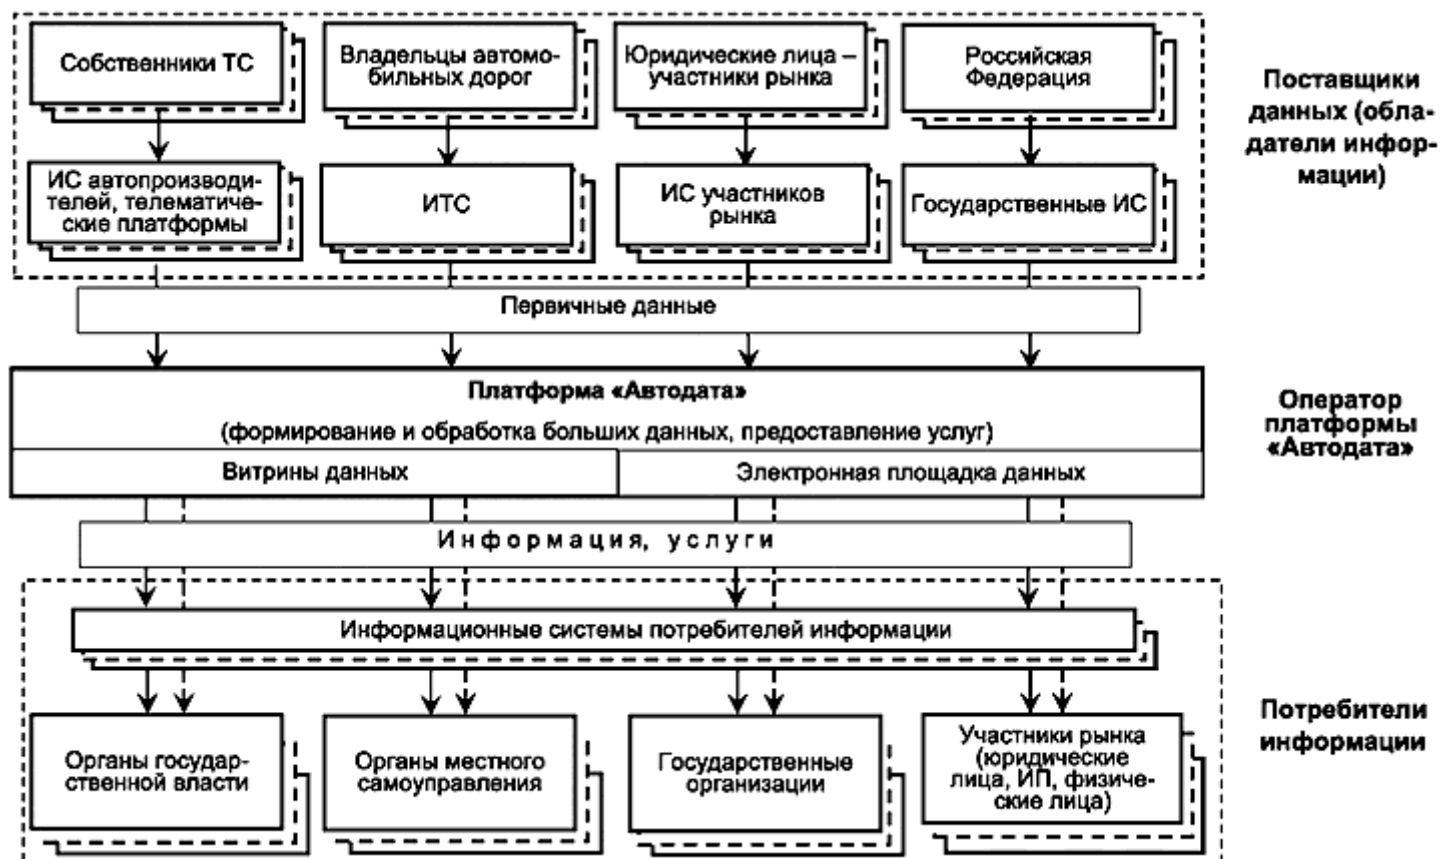 Собственники ТС
Владельцы автомо-
бильных дорог
Юридические лица –
участники рынка
Российская
Федерация
Поставщики
данных (обла-
датели инфор-
мации)
ИС автопроизводи-
телей, телематиче-
ские платформы
ИТС
ИС участников
рынка
Государственные ИС
Первичные данные
Платформа «Автодата»
(формирование и обработка больших данных, предоставление услуг)
Витрины данных
Электронная площадка данных
Оператор
платформы
«Автодата»
Информация, услуги
Информационные системы потребителей информации
Органы государ-
ственной власти
Органы местного
самоуправления
Государственные
организации
Участники рынка
(юридические
лица, ИП, физиче-
ские лица)
Потребители
информации